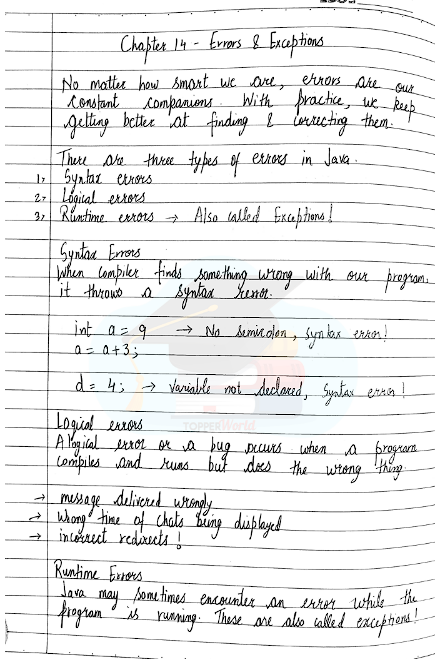 Chapter 14 - Errors & Exceptions
No matter how smart we are, errors are our
constant companions. With practice, we keep
getting better at finding & correcting them.
There are three types of errors in Java.
1> Syntax errors
2> Logical errors
3> Runtime errors → Also called Exceptions!
Syntax Errors
When compiler finds something wrong with our program,
it throws a syntax
int a = 9 → No semicolon, syntax error!
a = a+3;
d = 4; → Variable not declared, syntax error!
TOPPERWorld
Logical errors
A logical error or a bug occurs when a program
compiles and runs but does the wrong thing.
→ message delivered wrongly
→ Wrong time of chats being displayed
→ incorrect redirects!
Runtime Errors
Java may sometimes encounter an error while the
program is running. These are also called exceptions!